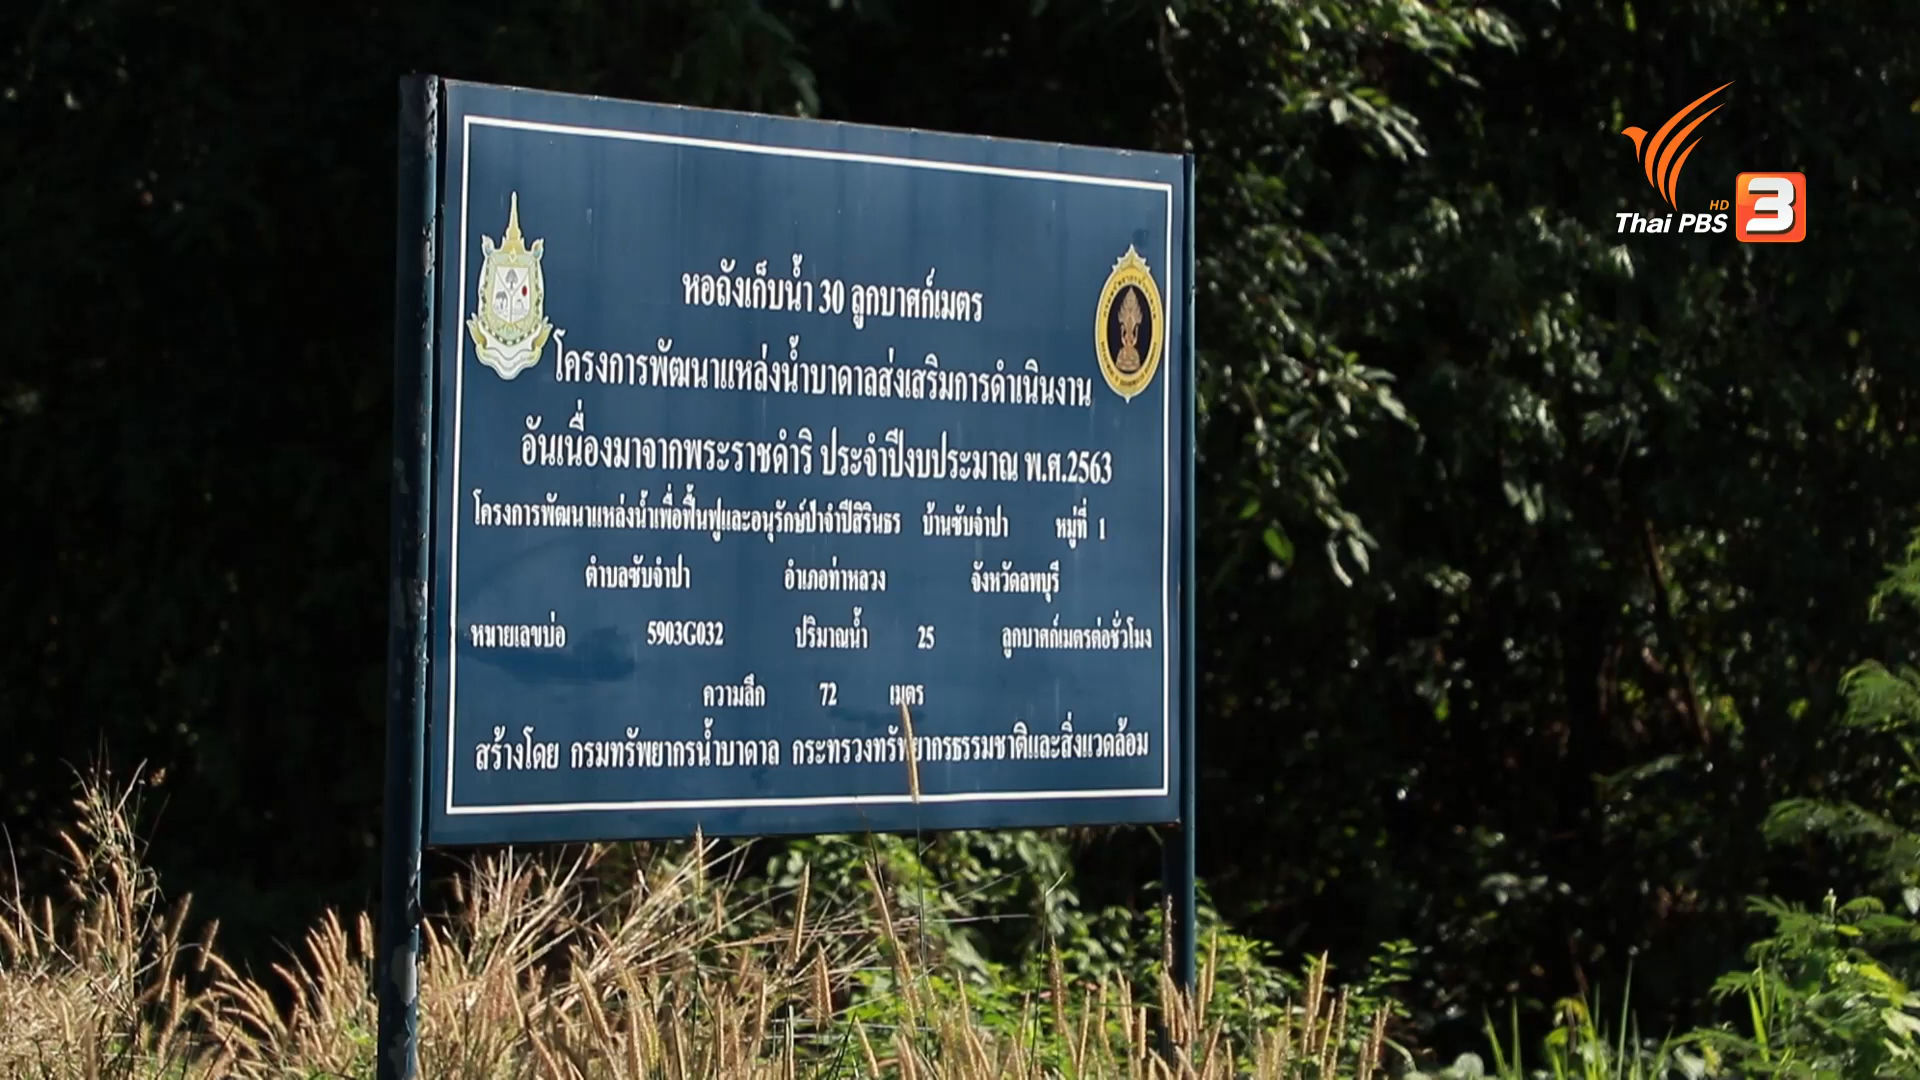 หอถังเก็บน้ำ 30 ลูกบาศก์เมตร
โครงการพัฒนาแหล่งน้ำบาดาลส่งเสริมการดำเนินงาน
อันเนื่องมาจากพระราชดำริ ประจำปีงบประมาณ พ.ศ.2563
โครงการพัฒนาแหล่งน้ำเพื่อฟื้นฟูและอนุรักษ์ป่าจำปีสิรินธร บ้านซับจำปา หมู่ที่ 1
ตำบลซับจำปา อำเภอท่าหลวง จังหวัดลพบุรี
หมายเลขบ่อ 5903G032 ปริมาณน้ำ 25 ลูกบาศก์เมตรต่อชั่วโมง
ความลึก 72 เมตร
สร้างโดย กรมทรัพยากรน้ำบาดาล กระทรวงทรัพยากรธรรมชาติและสิ่งแวดล้อม
HD
Thai PBS 3